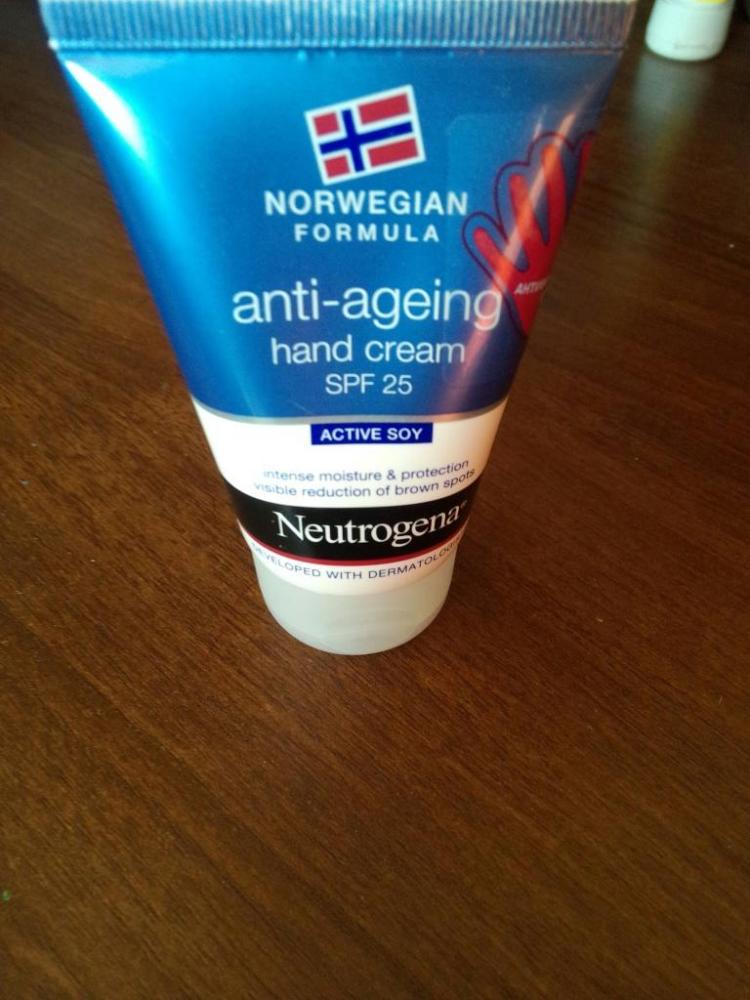 NORWEGIAN
FORMULA
anti-ageing
hand cream
SPF 25
ACTIVE SOY
intense moisture & protection
visible reduction of brown spots
Neutrogena®
DEVELOPED WITH